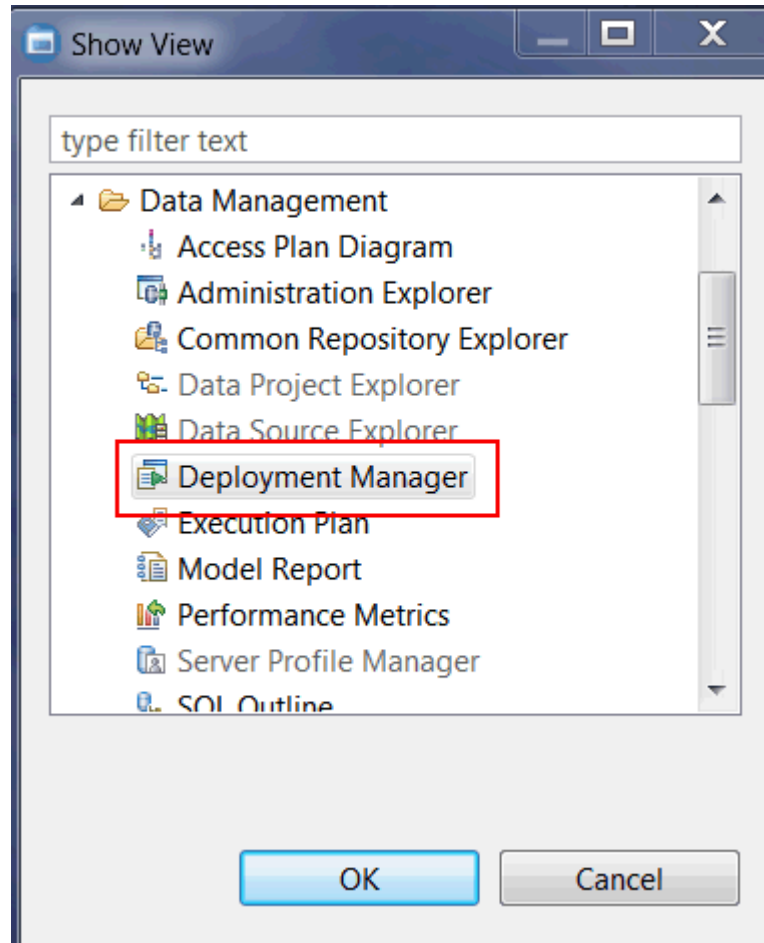 Show View
type filter text
Data Management
Access Plan Diagram
Administration Explorer
Common Repository Explorer
Data Project Explorer
Data Source Explorer
Deployment Manager
Execution Plan
Model Report
Performance Metrics
Server Profile Manager
SQL Outline
OK
Cancel